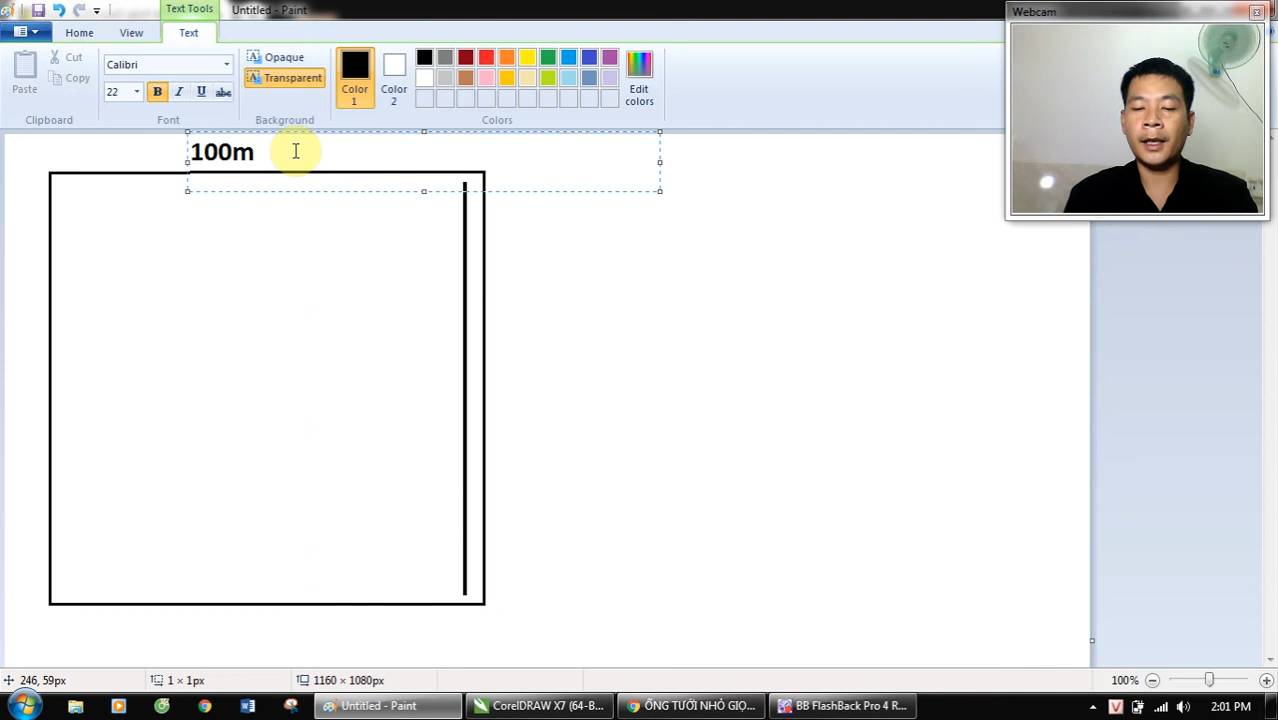 Text Tools
Untitled - Paint
Webcam
Home
View
Text
Paste
Cut
Copy
Clipboard
Calibri
22
B I U abc
Font
Opaque
Transparent
Background
Color 1
Color 2
Edit colors
Colors
100m
246, 59px
1 × 1px
1160 × 1080px
100%
Untitled - Paint
CorelDRAW X7 (64-B...
ỐNG TƯỚI NHỎ GIỌ...
BB FlashBack Pro 4 R...
V
2:01 PM